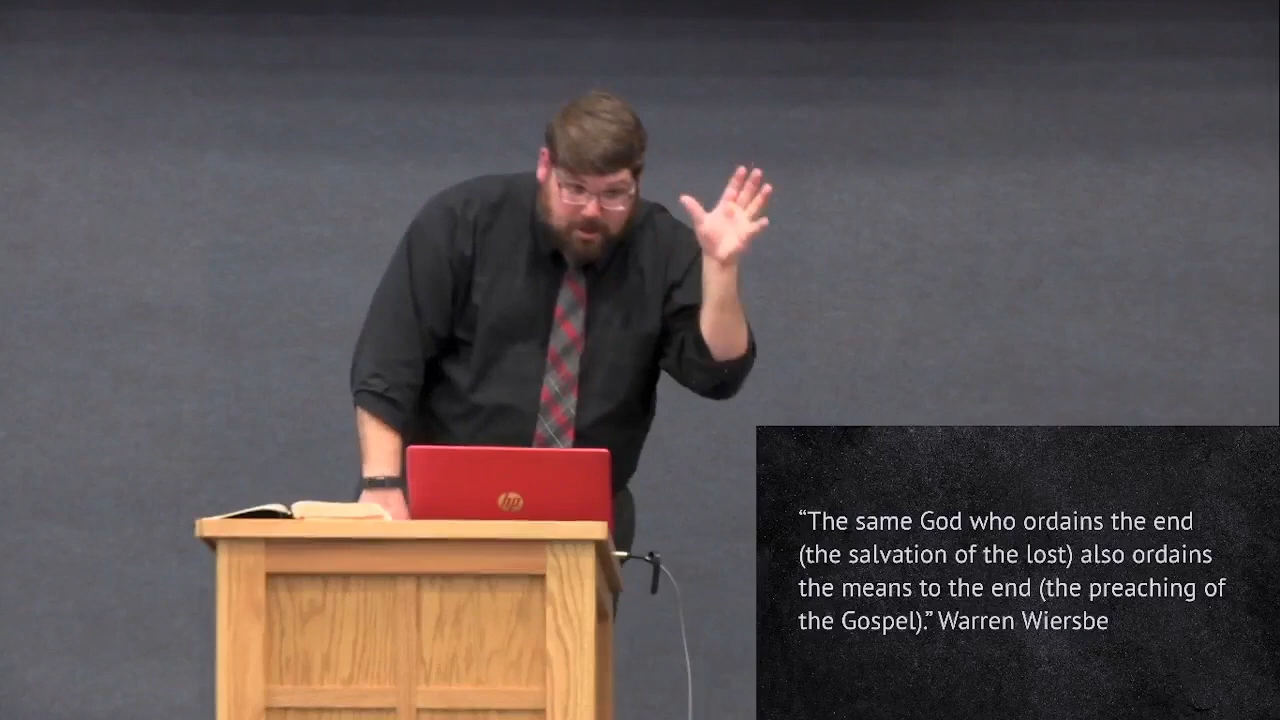 hp
“The same God who ordains the end
(the salvation of the lost) also ordains
the means to the end (the preaching of
the Gospel).” Warren Wiersbe